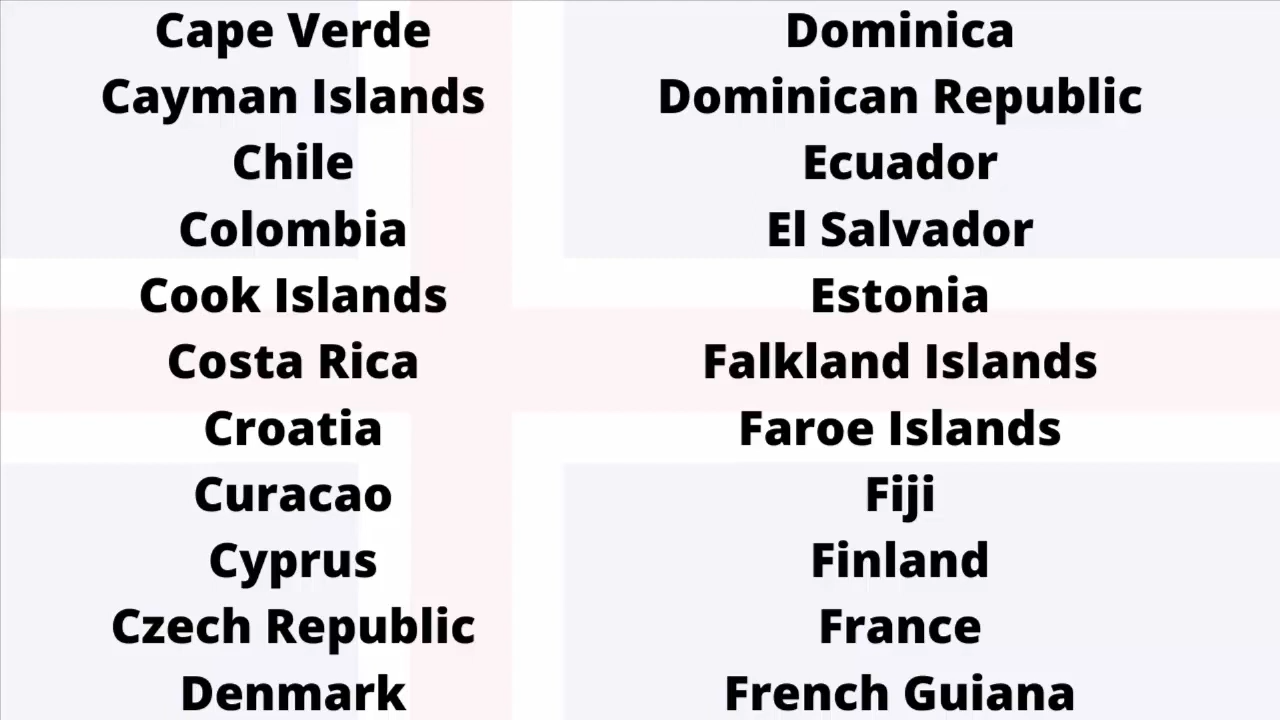 Cape Verde
Cayman Islands
Chile
Colombia
Cook Islands
Costa Rica
Croatia
Curacao
Cyprus
Czech Republic
Denmark
Dominica
Dominican Republic
Ecuador
El Salvador
Estonia
Falkland Islands
Faroe Islands
Fiji
Finland
France
French Guiana